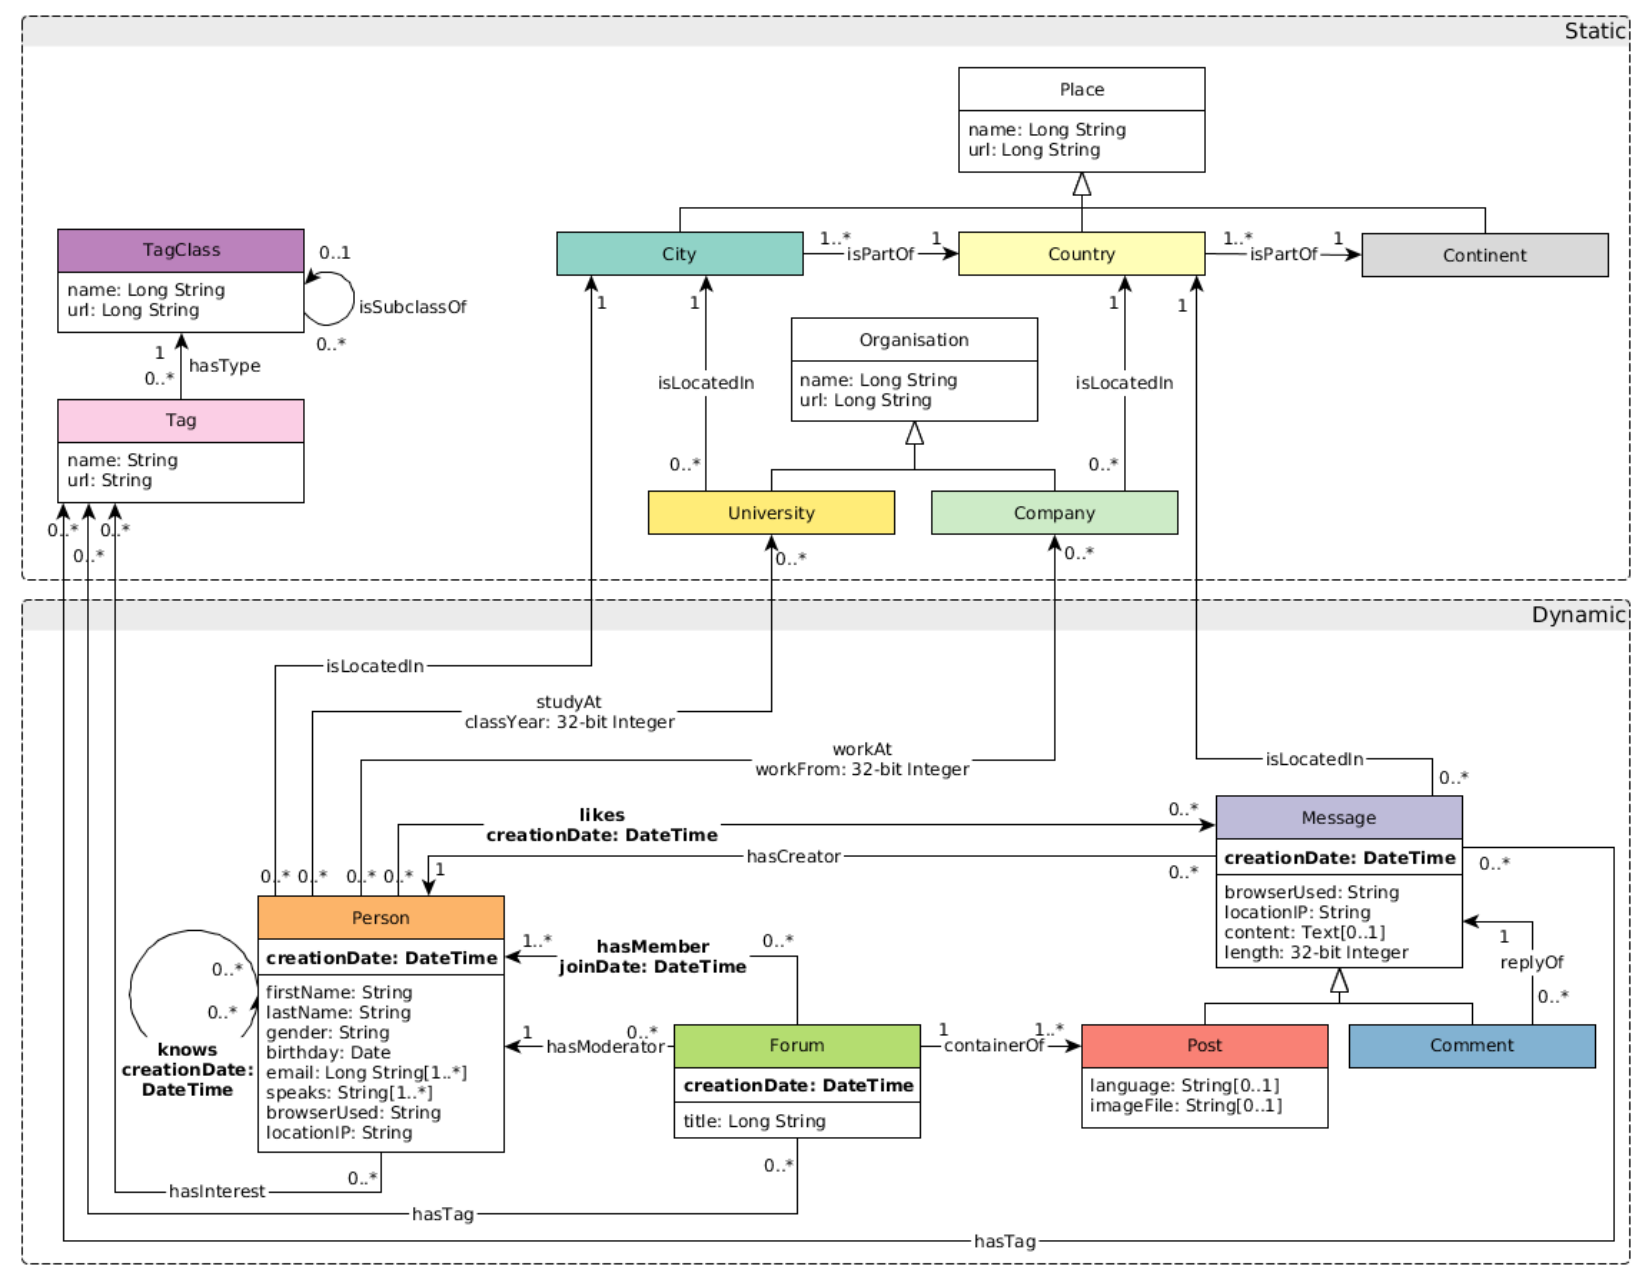 Static
Place
name: Long String
url: Long String
TagClass
name: Long String
url: Long String
0..1
isSubclassOf
0..*
City
1..*
isPartOf
1
Country
1..*
isPartOf
1
Continent
1
1
1
1
Organisation
name: Long String
url: Long String
1
hasType
0..*
isLocatedIn
isLocatedIn
Tag
name: String
url: String
0..*
0..*
University
Company
0..*
0..*
0..*
0..*
0..*
Dynamic
isLocatedIn
studyAt
classYear: 32-bit Integer
workAt
workFrom: 32-bit Integer
isLocatedIn
0..*
likes
creationDate: DateTime
0..*
Message
creationDate: DateTime
browserUsed: String
locationIP: String
content: Text[0..1]
length: 32-bit Integer
hasCreator
0..*
0..*
0..*
0..*
0..*
0..*
1
Person
creationDate: DateTime
firstName: String
lastName: String
gender: String
birthday: Date
email: Long String[1..*]
speaks: String[1..*]
browserUsed: String
locationIP: String
0..*
0..*
knows
creationDate:
DateTime
1..*
hasMember
joinDate: DateTime
0..*
1
replyOf
0..*
1
hasModerator
0..*
Forum
creationDate: DateTime
title: Long String
1
containerOf
1..*
Post
language: String[0..1]
imageFile: String[0..1]
Comment
0..*
0..*
hasInterest
hasTag
hasTag